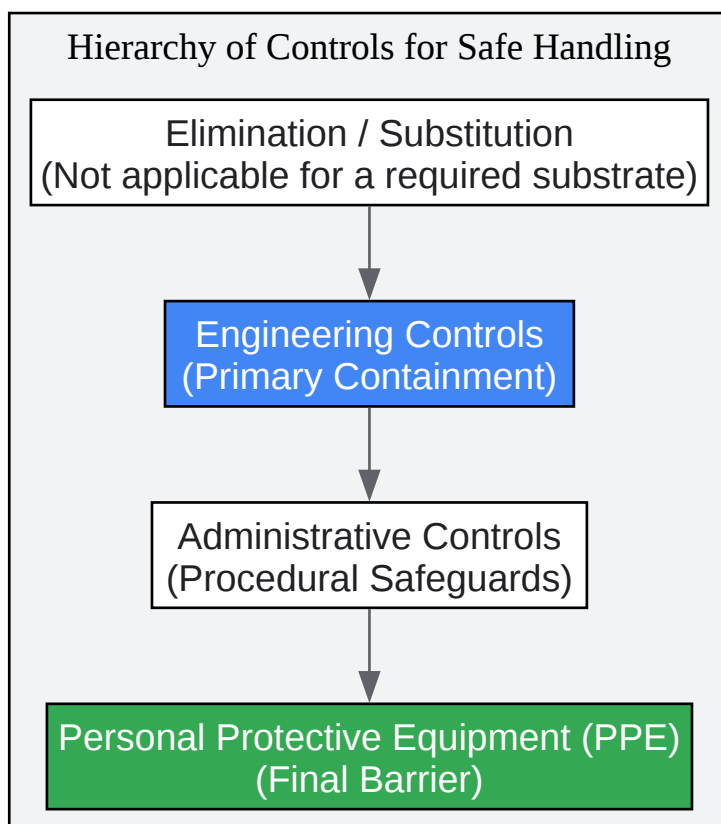 Hierarchy of Controls for Safe Handling
Elimination / Substitution
(Not applicable for a required substrate)
Engineering Controls
(Primary Containment)
Administrative Controls
(Procedural Safeguards)
Personal Protective Equipment (PPE)
(Final Barrier)